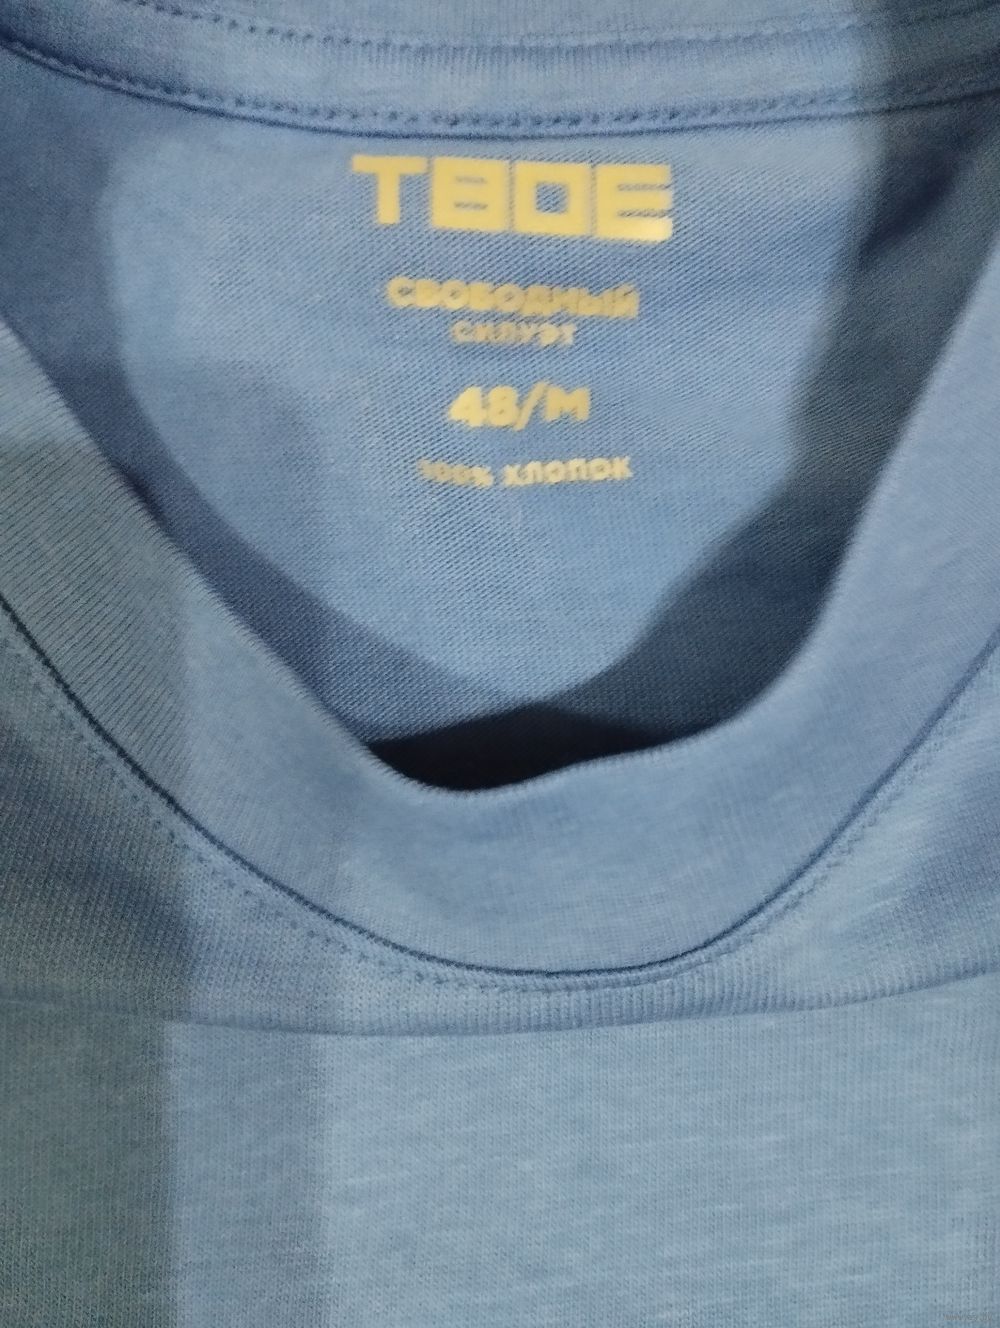 ТВОЕ
СВОБОДНЫЙ
СИЛУЭТ
48/M
100% ХЛОПОК